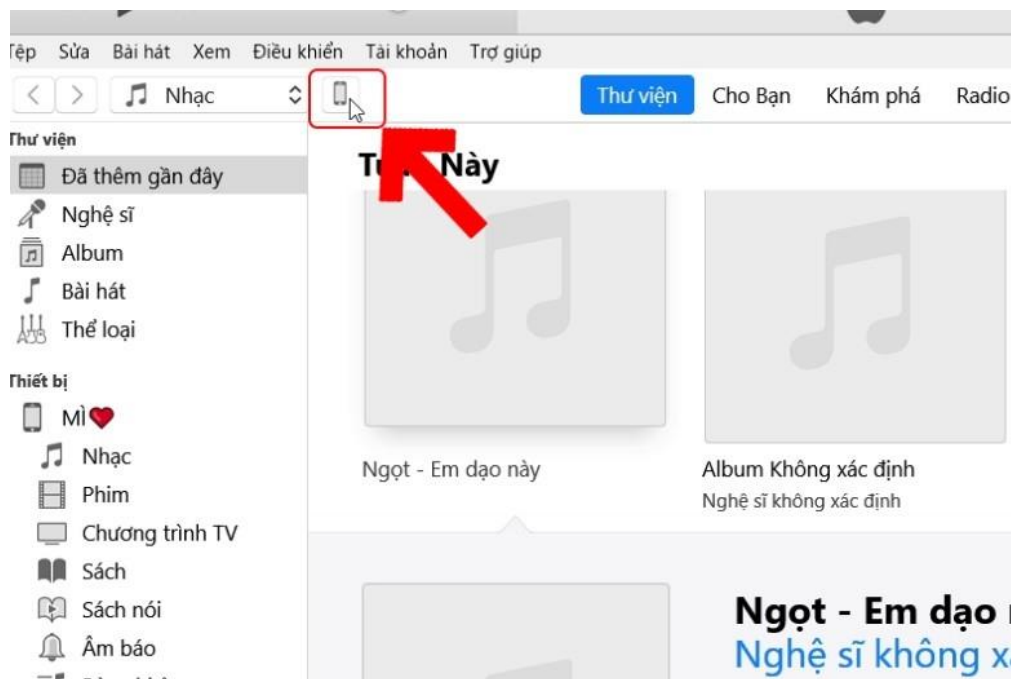 Sửa Bài hát Xem Điều khiển Tài khoản Trợ giúp
Nhạc
Thư viện Cho Bạn Khám phá Radio
Thư viện
Đã thêm gần đây
Nghệ sĩ
Album
Bài hát
Thể loại
Thiết bị
MÌ❤
Nhạc
Phim
Chương trình TV
Sách
Sách nói
Âm báo
Này
Ngọt - Em dạo này
Album Không xác định
Nghệ sĩ không xác định
Ngọt - Em dạo
Nghệ sĩ không